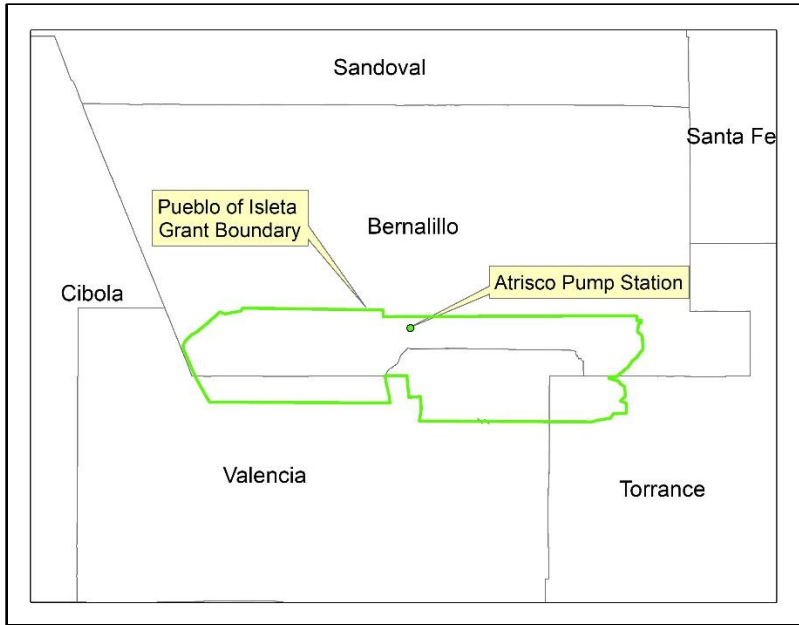 Sandoval
Santa Fe
Pueblo of Isleta
Grant Boundary
Bernalillo
Atrisco Pump Station
Cibola
Valencia
Torrance